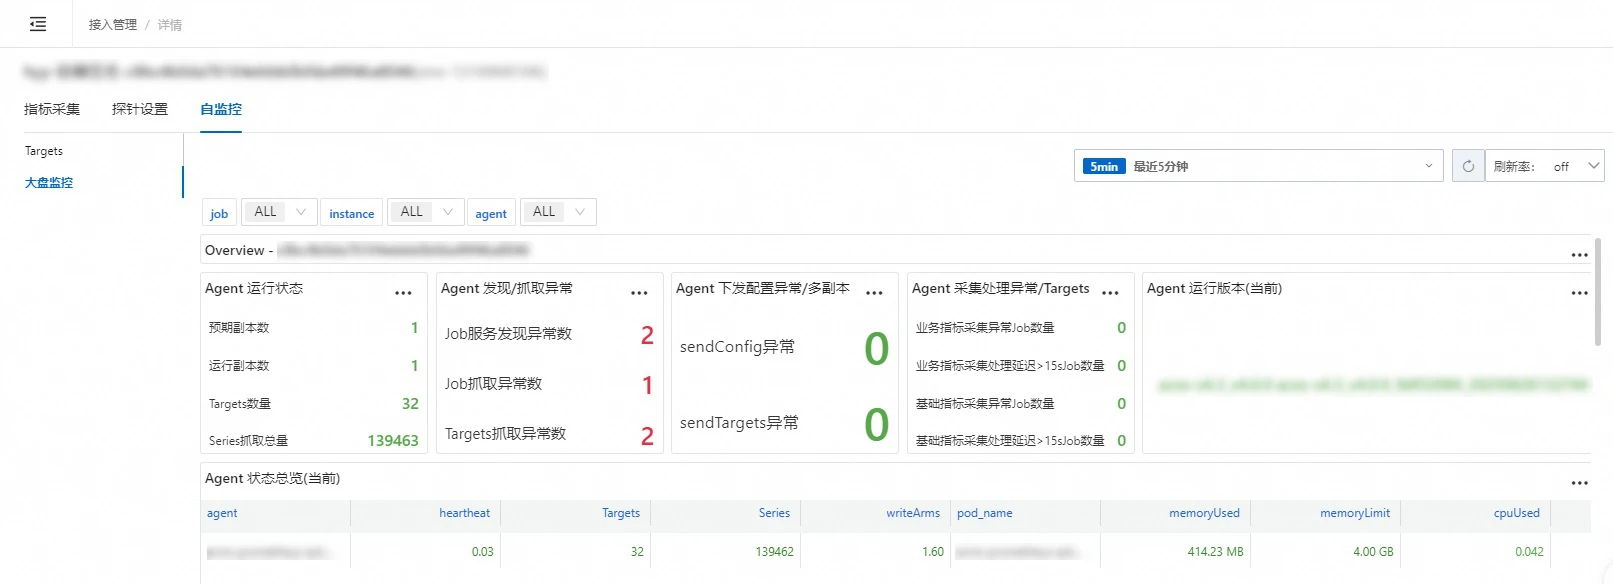 接入管理 / 详情
指标采集 探针设置 自监控
Targets
大盘监控
5min 最近5分钟 刷新率: off
job ALL instance ALL agent ALL
Overview -
Agent 运行状态
预期副本数 1
运行副本数 1
Targets数量 32
Series抓取总量 139463
Agent 发现/抓取异常
Job服务发现异常数 2
Job抓取异常数 1
Targets抓取异常数 2
Agent 下发配置异常/多副本
sendConfig异常 0
sendTargets异常 0
Agent 采集处理异常/Targets
业务指标采集异常Job数量 0
业务指标采集处理延迟>15sJob数量 0
基础指标采集异常Job数量 0
基础指标采集处理延迟>15sJob数量 0
Agent 运行版本(当前)
Agent 状态总览(当前)
agent heartheat Targets Series writeArms pod_name memoryUsed memoryLimit cpuUsed
0.03 32 139462 1.60 414.23 MB 4.00 GB 0.042